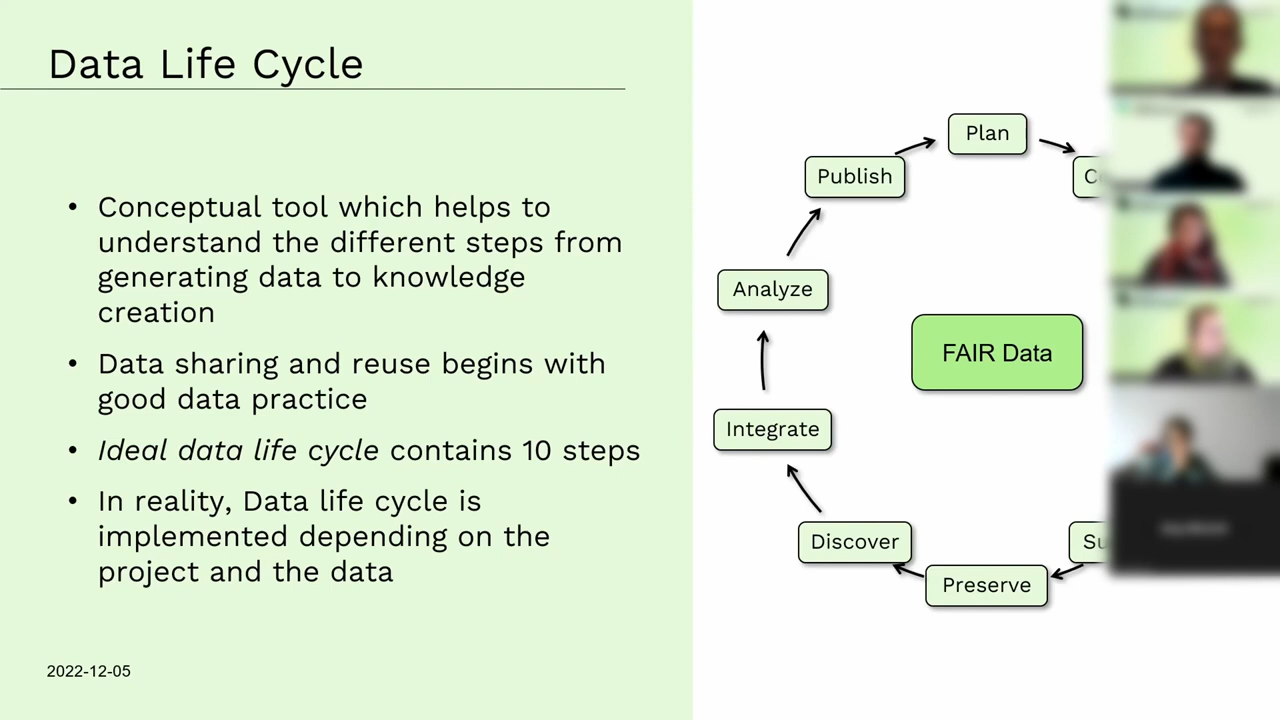 Data Life Cycle
• Conceptual tool which helps to
understand the different steps from
generating data to knowledge
creation
• Data sharing and reuse begins with
good data practice
• Ideal data life cycle contains 10 steps
• In reality, Data life cycle is
implemented depending on the
project and the data
2022-12-05
Plan
Publish
Analyze
FAIR Data
Integrate
Discover
Preserve